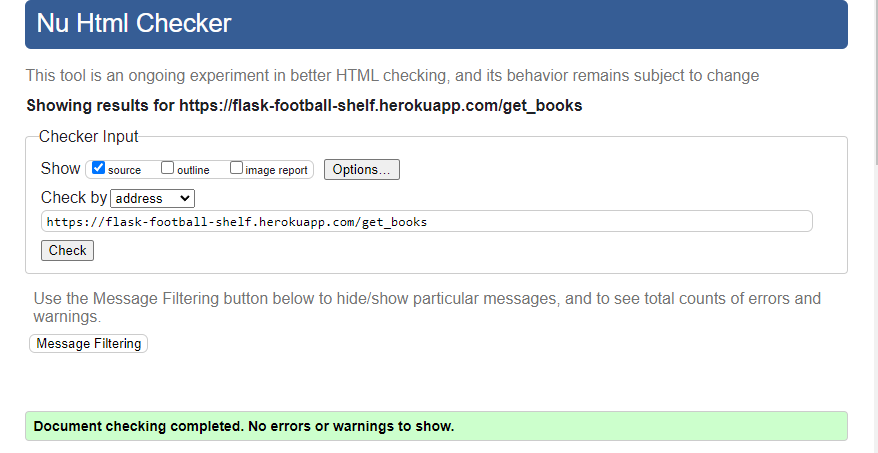 Nu Html Checker
This tool is an ongoing experiment in better HTML checking, and its behavior remains subject to change
Showing results for https://flask-football-shelf.herokuapp.com/get_books
Checker Input
Show source outline image report Options...
Check by address
https://flask-football-shelf.herokuapp.com/get_books
Check
Use the Message Filtering button below to hide/show particular messages, and to see total counts of errors and
warnings.
Message Filtering
Document checking completed. No errors or warnings to show.